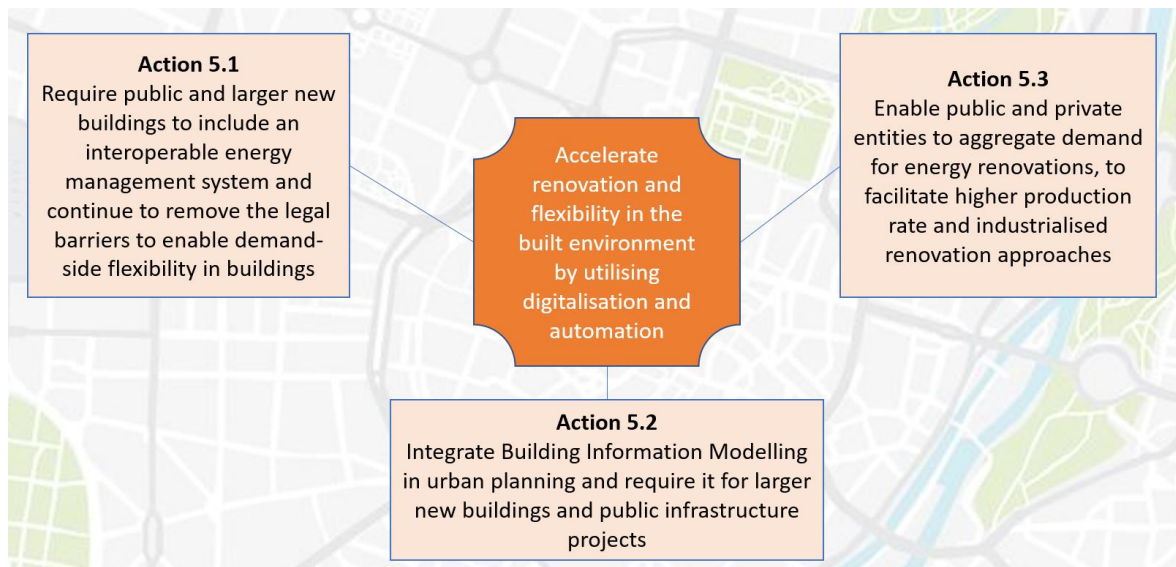 Action 5.1
Require public and larger new
buildings to include an
interoperable energy
management system and
continue to remove the legal
barriers to enable demand-
side flexibility in buildings
Accelerate
renovation and
flexibility in the
built environment
by utilising
digitalisation and
automation
Action 5.3
Enable public and private
entities to aggregate demand
for energy renovations, to
facilitate higher production
rate and industrialised
renovation approaches
Action 5.2
Integrate Building Information Modelling
in urban planning and require it for larger
new buildings and public infrastructure
projects